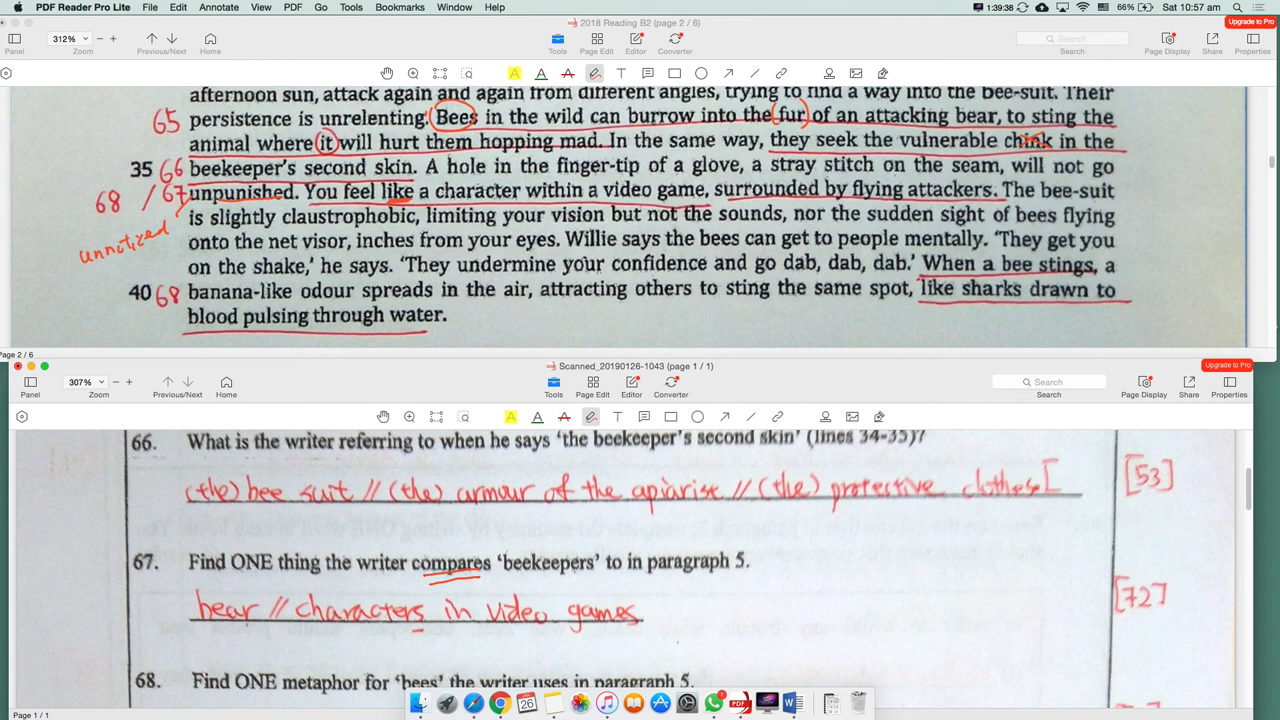 PDF Reader Pro Lite File Edit Annotate View PDF Go Tools Bookmarks Window Help 1:39:38 66% Sat 10:57 am
2018 Reading B2 (page 2 / 6)
Upgrade to Pro
312%
Search
Panel Zoom Previous/Next Home Tools Page Edit Editor Converter Search Page Display Share Properties
afternoon sun, attack again and again from different angles, trying to find a way into the bee-suit. Their
65 persistence is unrelenting. Bees in the wild can burrow into the fur of an attacking bear, to sting the
animal where it will hurt them hopping mad. In the same way, they seek the vulnerable chink in the
35 66 beekeeper's second skin. A hole in the finger-tip of a glove, a stray stitch on the seam, will not go
68 / 67 unpunished. You feel like a character within a video game, surrounded by flying attackers. The bee-suit
is slightly claustrophobic, limiting your vision but not the sounds, nor the sudden sight of bees flying
unnotized
onto the net visor, inches from your eyes. Willie says the bees can get to people mentally. 'They get you
on the shake,' he says. 'They undermine your confidence and go dab, dab, dab.' When a bee stings, a
40 68 banana-like odour spreads in the air, attracting others to sting the same spot, like sharks drawn to
blood pulsing through water.
Page 2 / 6
Scanned_20190126-1043 (page 1 / 1)
Upgrade to Pro
307%
Search
Panel Zoom Previous/Next Home Tools Page Edit Editor Converter Search Page Display Share Properties
66. What is the writer referring to when he says 'the beekeeper's second skin' (lines 34-35)?
(the) bee suit // (the) armour of the apiarise // (the) protective clothes [53]
67. Find ONE thing the writer compares 'beekeepers' to in paragraph 5.
bear // characters in video games [72]
68. Find ONE metaphor for 'bees' the writer uses in paragraph 5.
Page 1 / 1